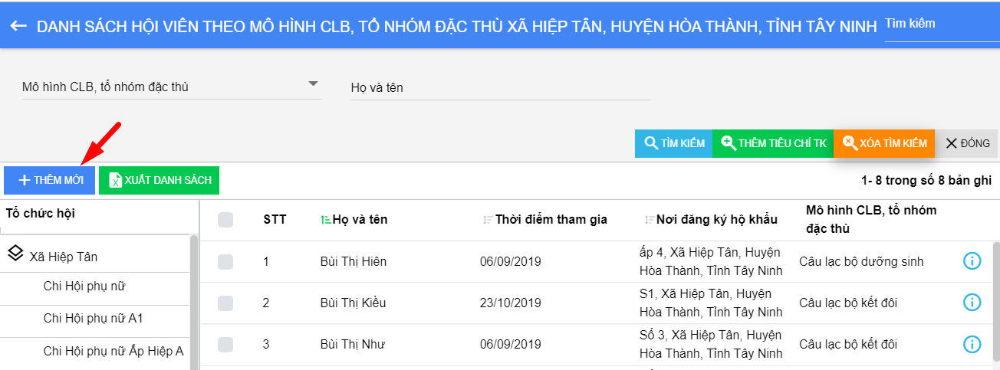 DANH SÁCH HỘI VIÊN THEO MÔ HÌNH CLB, TỔ NHÓM ĐẶC THÙ XÃ HIỆP TÂN, HUYỆN HÒA THÀNH, TỈNH TÂY NINH Tìm kiếm
Mô hình CLB, tổ nhóm đặc thù Họ và tên
TÌM KIẾM THÊM TIÊU CHÍ TK XÓA TÌM KIẾM ĐÓNG
THÊM MỚI XUẤT DANH SÁCH 1- 8 trong số 8 bản ghi
Tổ chức hội
STT Họ và tên Thời điểm tham gia Nơi đăng ký hộ khẩu Mô hình CLB, tổ nhóm
đặc thù
Xã Hiệp Tân
Chi Hội phụ nữ
Chi Hội phụ nữ A1
Chi Hội phụ nữ Ấp Hiệp A
1 Bùi Thị Hiên 06/09/2019 ấp 4, Xã Hiệp Tân, Huyện
Hòa Thành, Tỉnh Tây Ninh Câu lạc bộ dưỡng sinh
2 Bùi Thị Kiều 23/10/2019 S1, Xã Hiệp Tân, Huyện
Hòa Thành, Tỉnh Tây Ninh Câu lạc bộ kết đôi
3 Bùi Thị Như 06/09/2019 Số 3, Xã Hiệp Tân, Huyện
Hòa Thành, Tỉnh Tây Ninh Câu lạc bộ kết đôi